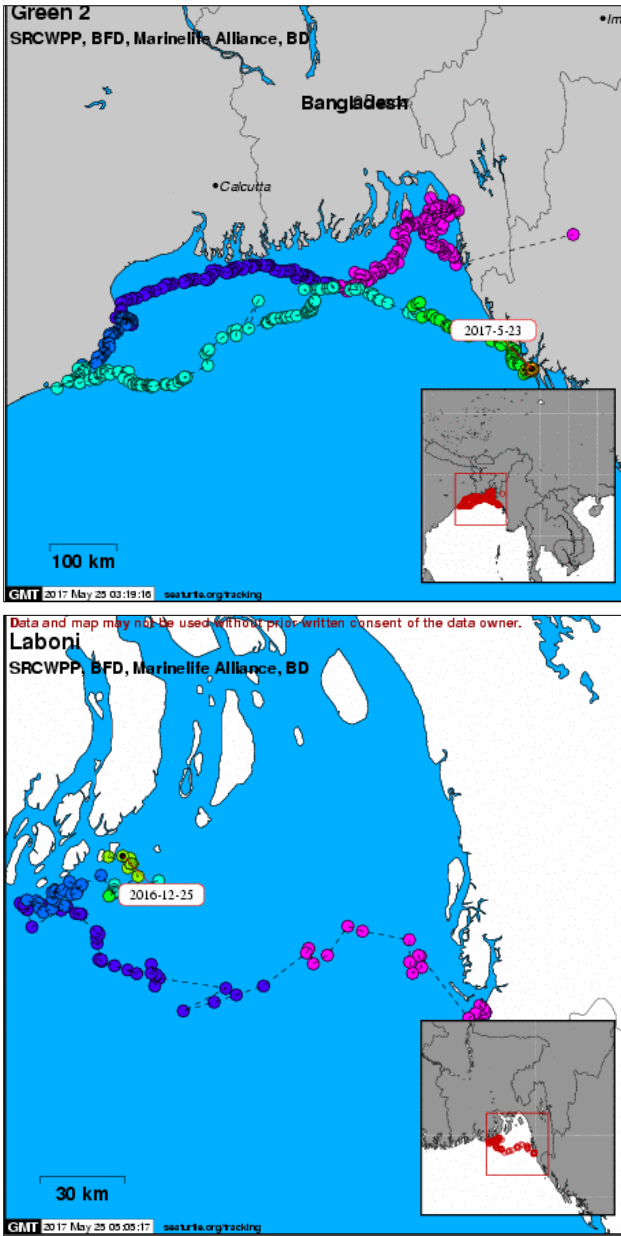 Green 2
SRCWPP, BFD, Marinelife Alliance, BD
Bangladesh
Calcutta
2017-5-23
100 km
GMT 2017 May 25 03:19:16 seaturtle.org/tracking
Data and map may not be used without prior written consent of the data owner.
Laboni
SRCWPP, BFD, Marinelife Alliance, BD
2016-12-25
30 km
GMT 2017 May 25 05:05:17 seaturtle.org/tracking